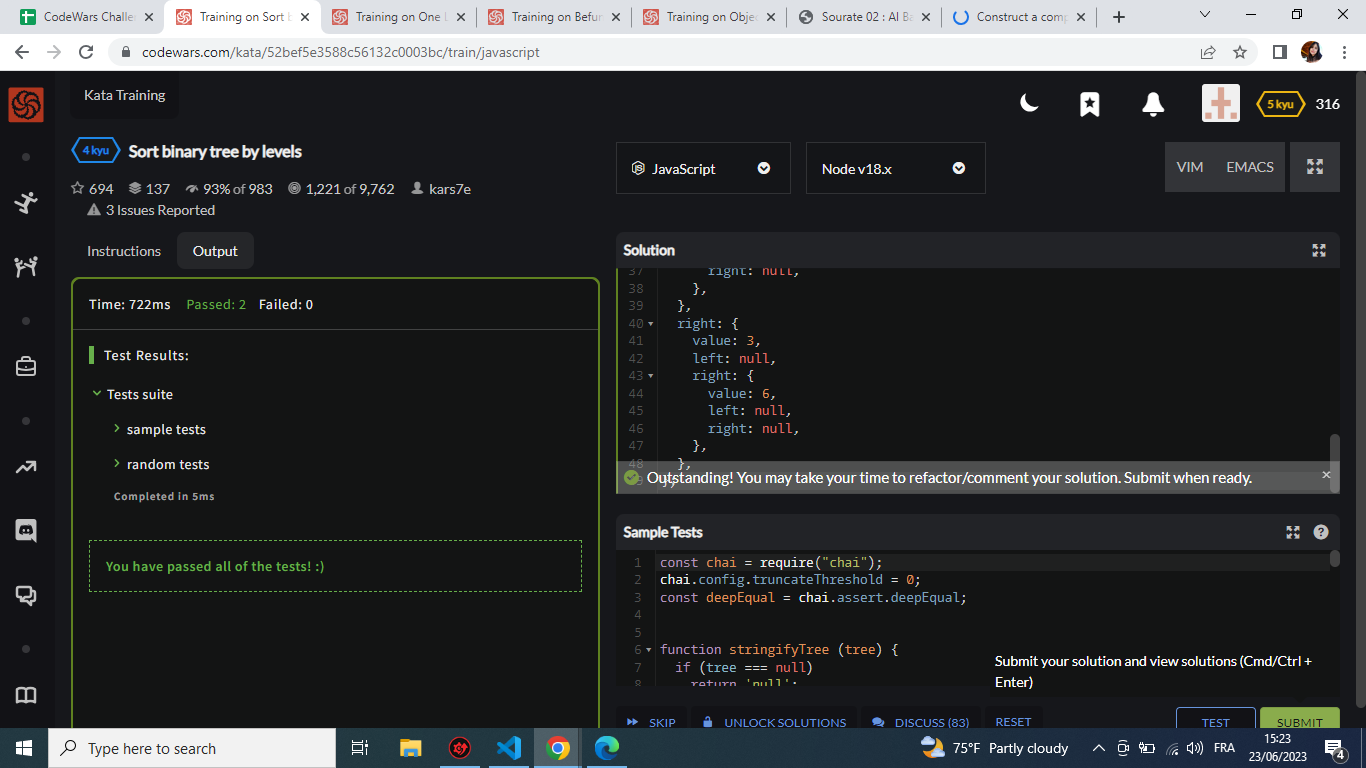 CodeWars Challe
Training on Sort b
Training on One L
Training on Befun
Training on Objec
Sourate 02 : Al Ba
Construct a comp
codewars.com/kata/52bef5e3588c56132c0003bc/train/javascript
Kata Training
5 kyu 316
4 kyu Sort binary tree by levels
694 137 93% of 983 1,221 of 9,762 kars7e
3 Issues Reported
JavaScript
Node v18.x
VIM EMACS
Instructions Output
Time: 722ms Passed: 2 Failed: 0
Test Results:
Tests suite
sample tests
random tests
Completed in 5ms
You have passed all of the tests! :)
Solution
37 right: null,
38 },
39 },
40 right: {
41 value: 3,
42 left: null,
43 right: {
44 value: 6,
45 left: null,
46 right: null,
47 },
48 },
Outstanding! You may take your time to refactor/comment your solution. Submit when ready.
Sample Tests
1 const chai = require("chai");
2 chai.config.truncateThreshold = 0;
3 const deepEqual = chai.assert.deepEqual;
4
5
6 function stringifyTree (tree) {
7 if (tree === null)
8 return 'null';
Submit your solution and view solutions (Cmd/Ctrl +
Enter)
SKIP UNLOCK SOLUTIONS DISCUSS (83) RESET TEST SUBMIT
Type here to search
75°F Partly cloudy
FRA
15:23
23/06/2023
4